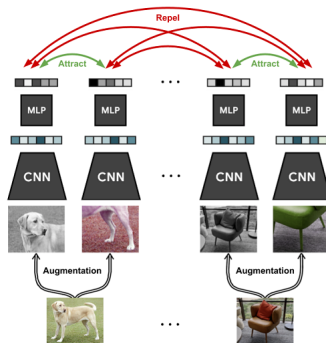 Repel
Attract
Attract
MLP
MLP
MLP
MLP
CNN
CNN
CNN
CNN
Augmentation
Augmentation